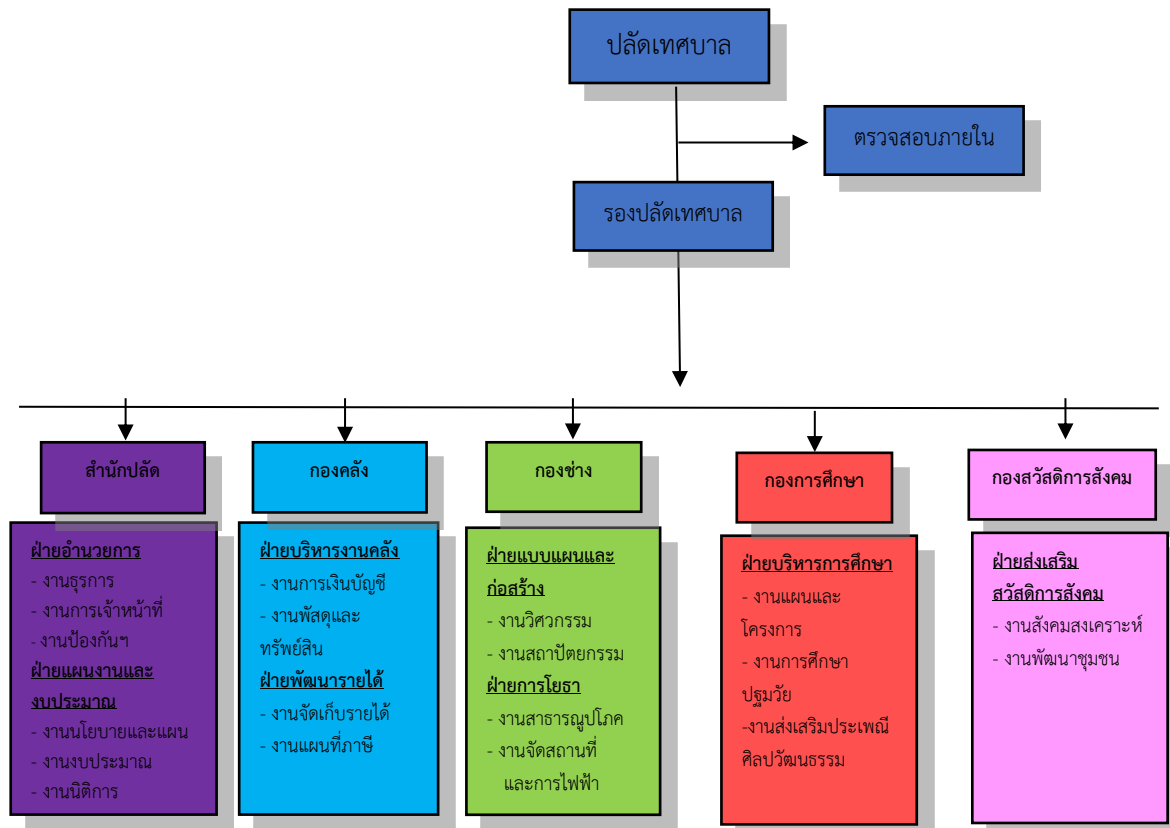 ปลัดเทศบาล
ตรวจสอบภายใน
รองปลัดเทศบาล
สำนักปลัด
ฝ่ายอำนวยการ
- งานธุรการ
- งานการเจ้าหน้าที่
- งานป้องกันฯ
ฝ่ายแผนงานและ
งบประมาณ
- งานนโยบายและแผน
- งานงบประมาณ
- งานนิติการ
กองคลัง
ฝ่ายบริหารงานคลัง
- งานการเงินบัญชี
- งานพัสดุและ
ทรัพย์สิน
ฝ่ายพัฒนารายได้
- งานจัดเก็บรายได้
- งานแผนที่ภาษี
กองช่าง
ฝ่ายแบบแผนและ
ก่อสร้าง
- งานวิศวกรรม
- งานสถาปัตยกรรม
ฝ่ายการโยธา
- งานสาธารณูปโภค
- งานจัดสถานที่
และการไฟฟ้า
กองการศึกษา
ฝ่ายบริหารการศึกษา
- งานแผนและ
โครงการ
- งานการศึกษา
ปฐมวัย
-งานส่งเสริมประเพณี
ศิลปวัฒนธรรม
กองสวัสดิการสังคม
ฝ่ายส่งเสริม
สวัสดิการสังคม
- งานสังคมสงเคราะห์
- งานพัฒนาชุมชน